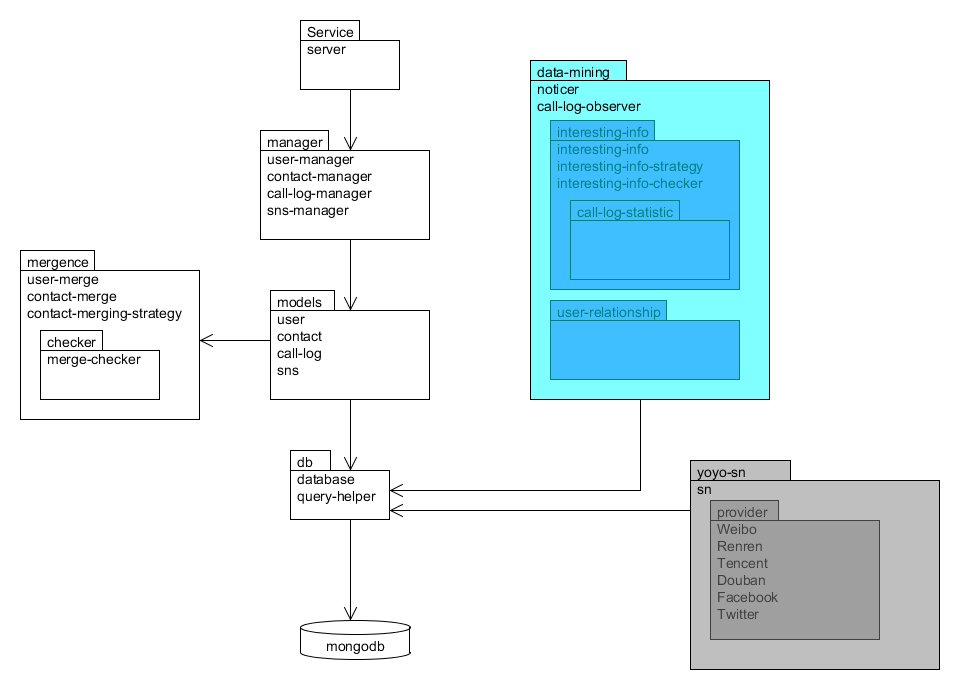 Service
server
manager
user-manager
contact-manager
call-log-manager
sns-manager
mergence
user-merge
contact-merge
contact-merging-strategy
checker
merge-checker
models
user
contact
call-log
sns
db
database
query-helper
mongodb
data-mining
noticer
call-log-observer
interesting-info
interesting-info
interesting-info-strategy
interesting-info-checker
call-log-statistic
user-relationship
yoyo-sn
sn
provider
Weibo
Renren
Tencent
Douban
Facebook
Twitter